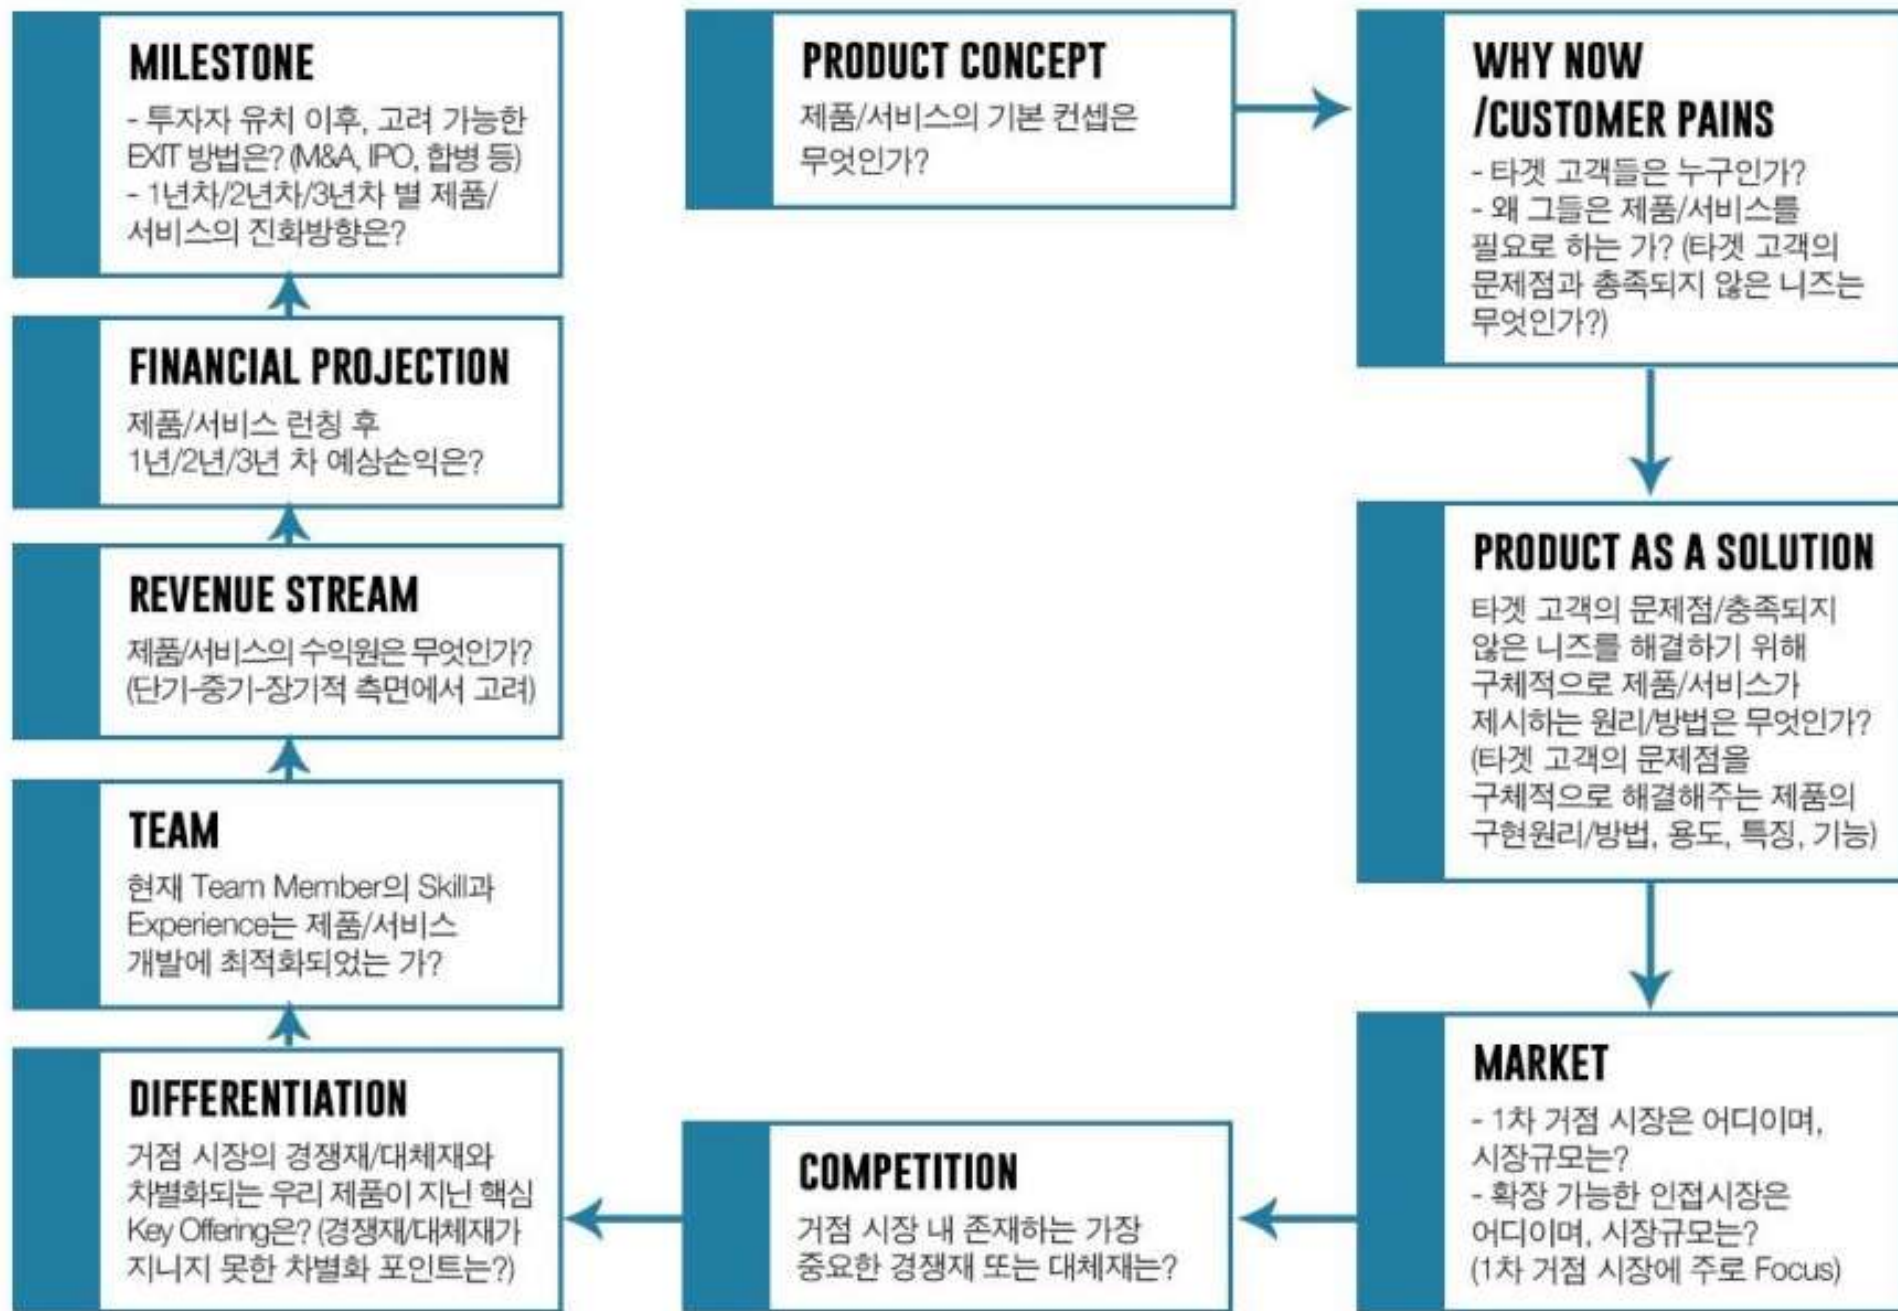 PRODUCT CONCEPT
제품/서비스의 기본 컨셉은
무엇인가?
WHY NOW
/CUSTOMER PAINS
- 타겟 고객들은 누구인가?
- 왜 그들은 제품/서비스를
필요로 하는 가? (타겟 고객의
문제점과 총족되지 않은 니즈는
무엇인가?)
PRODUCT AS A SOLUTION
타겟 고객의 문제점/충족되지
않은 니즈를 해결하기 위해
구체적으로 제품/서비스가
제시하는 원리/방법은 무엇인가?
(타겟 고객의 문제점을
구체적으로 해결해주는 제품의
구현원리/방법, 용도, 특징, 기능)
MARKET
- 1차 거점 시장은 어디이며,
시장규모는?
- 확장 가능한 인접시장은
어디이며, 시장규모는?
(1차 거점 시장에 주로 Focus)
COMPETITION
거점 시장 내 존재하는 가장
중요한 경쟁재 또는 대체재는?
DIFFERENTIATION
거점 시장의 경쟁재/대체재와
차별화되는 우리 제품이 지닌 핵심
Key Offering은? (경쟁재/대체재가
지니지 못한 차별화 포인트는?)
TEAM
현재 Team Member의 Skill과
Experience는 제품/서비스
개발에 최적화되었는 가?
REVENUE STREAM
제품/서비스의 수익원은 무엇인가?
(단기-중기-장기적 측면에서 고려)
FINANCIAL PROJECTION
제품/서비스 런칭 후
1년/2년/3년 차 예상손익은?
MILESTONE
- 투자자 유치 이후, 고려 가능한
EXIT 방법은? (M&A, IPO, 합병 등)
- 1년차/2년차/3년차 별 제품/
서비스의 진화방향은?